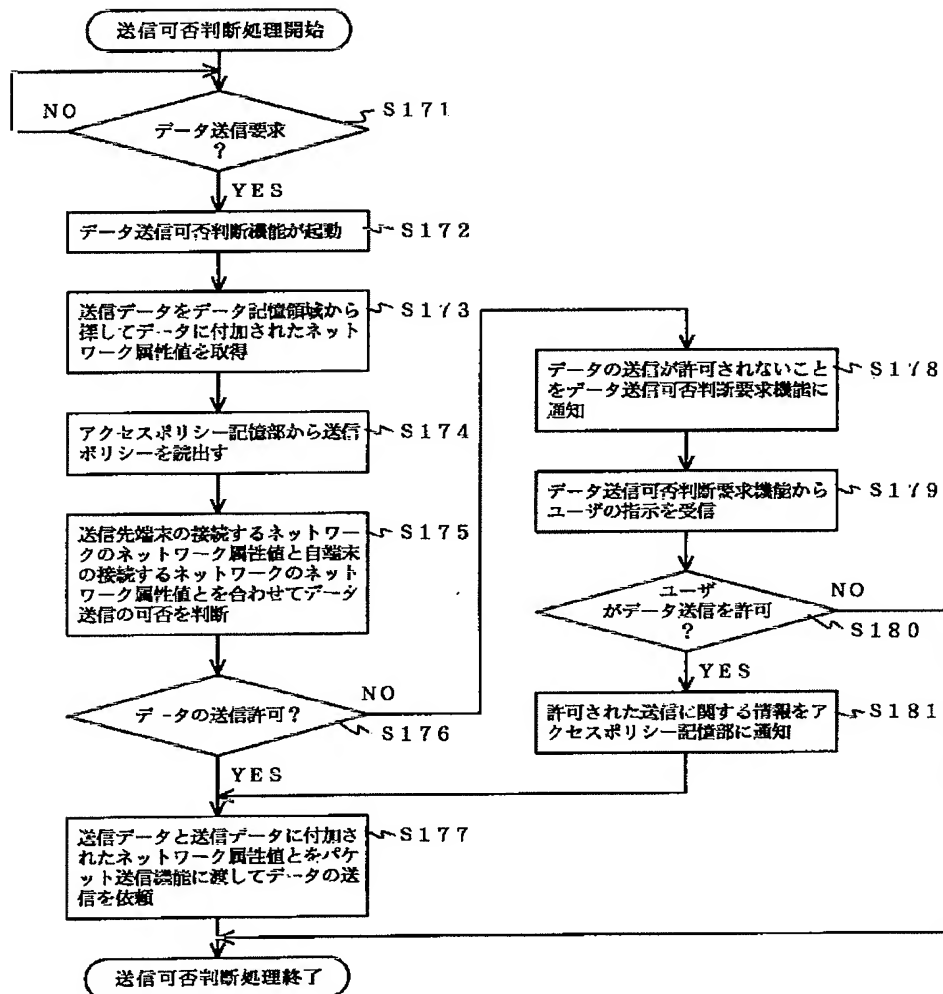 送信可否判断処理開始
NO
S171
データ送信要求
?
YES
データ送信可否判断機能が起動
S172
送信データをデータ記憶領域から
探してデータに付加されたネット
ワーク属性値を取得
S173
アクセスポリシー記憶部から送信
ポリシーを読出す
S174
送信先端末の接続するネットワー
クのネットワーク属性値と自端末
の接続するネットワークのネット
ワーク属性値とを合わせてデータ
送信の可否を判断
S175
データの送信許可?
NO
S176
YES
送信データと送信データに付加さ
れたネットワーク属性値とをパケ
ット送信機能に渡してデータの送
信を依頼
S177
データの送信が許可されないこと
をデータ送信可否判断要求機能に
通知
S178
データ送信可否判断要求機能から
ユーザの指示を受信
S179
ユーザ
がデータ送信を許可
?
NO
S180
YES
許可された送信に関する情報をア
クセスポリシー記憶部に通知
S181
送信可否判断処理終了